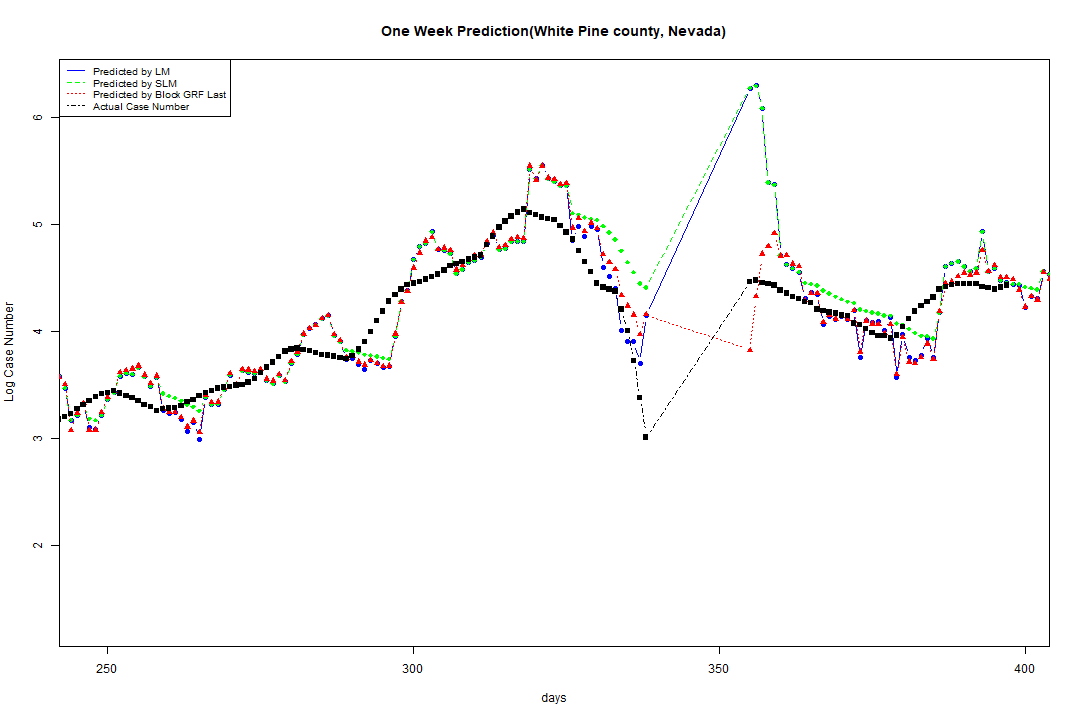 One Week Prediction(White Pine county, Nevada)
Predicted by LM
Predicted by SLM
Predicted by Block GRF Last
Actual Case Number
Log Case Number
6
5
4
3
2
250
300
350
400
days